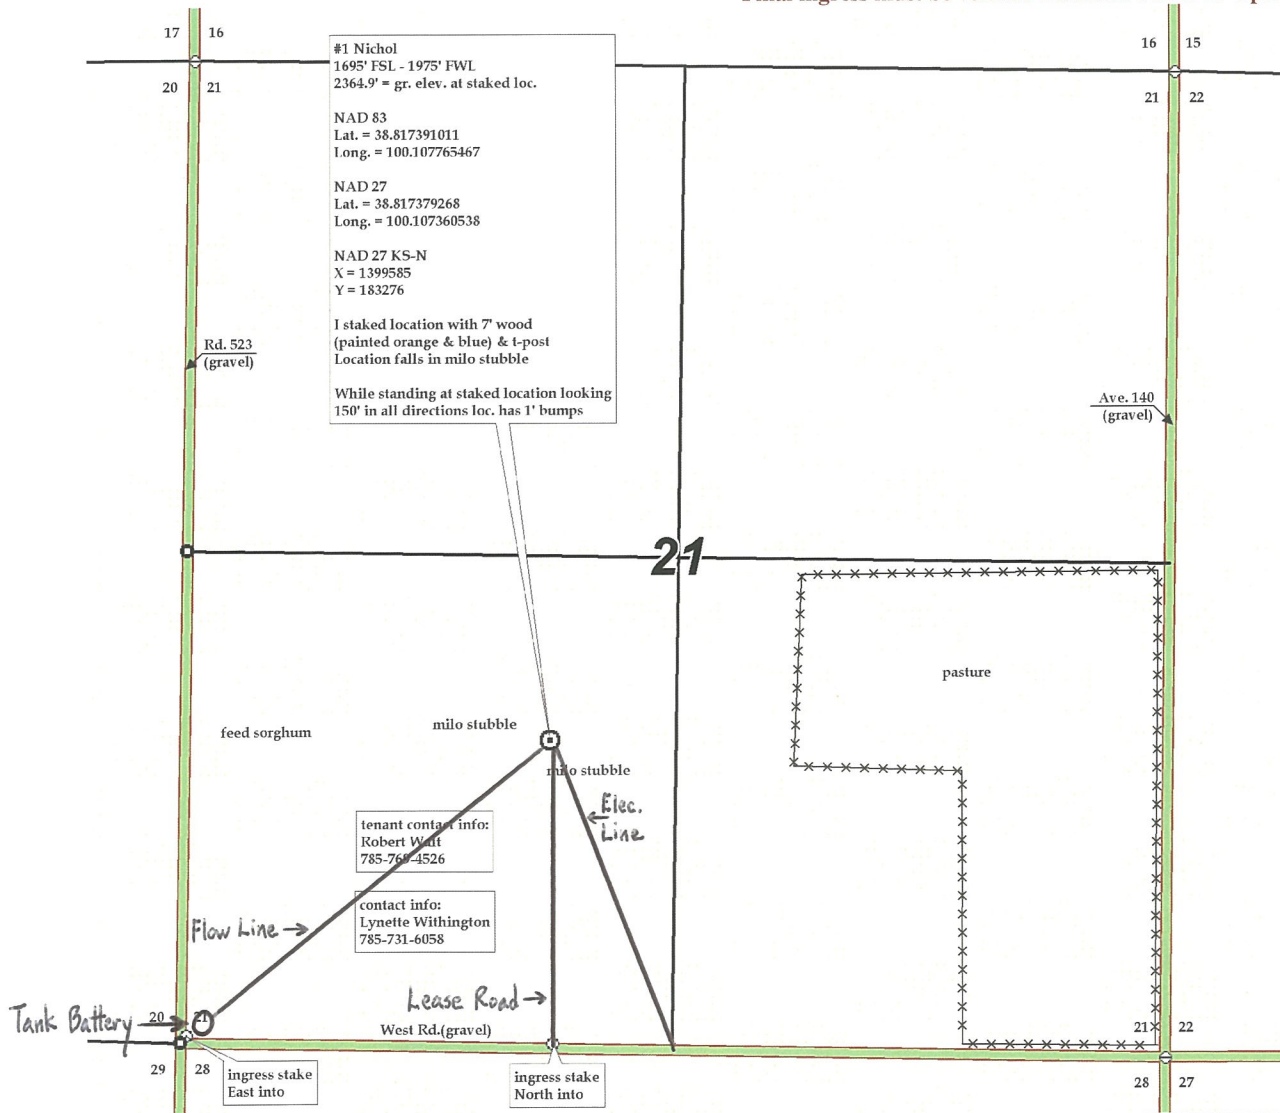 17 16
16 15
20 21
21 22
#1 Nichol
1695' FSL - 1975' FWL
2364.9' = gr. elev. at staked loc.
NAD 83
Lat. = 38.817391011
Long. = 100.107765467
NAD 27
Lat. = 38.817379268
Long. = 100.107360538
NAD 27 KS-N
X = 1399585
Y = 183276
I staked location with 7' wood
(painted orange & blue) & t-post
Location falls in milo stubble
While standing at staked location looking
150' in all directions loc. has 1' bumps
Rd. 523
(gravel)
Ave. 140
(gravel)
21
pasture
feed sorghum
milo stubble
milo stubble
Elec.
Line
tenant contact info:
Robert
785-769-4526
contact info:
Lynette Withington
785-731-6058
Flow Line
Lease Road
Tank Battery
20 21
West Rd.(gravel)
21 22
29 28
ingress stake
East into
ingress stake
North into
28 27